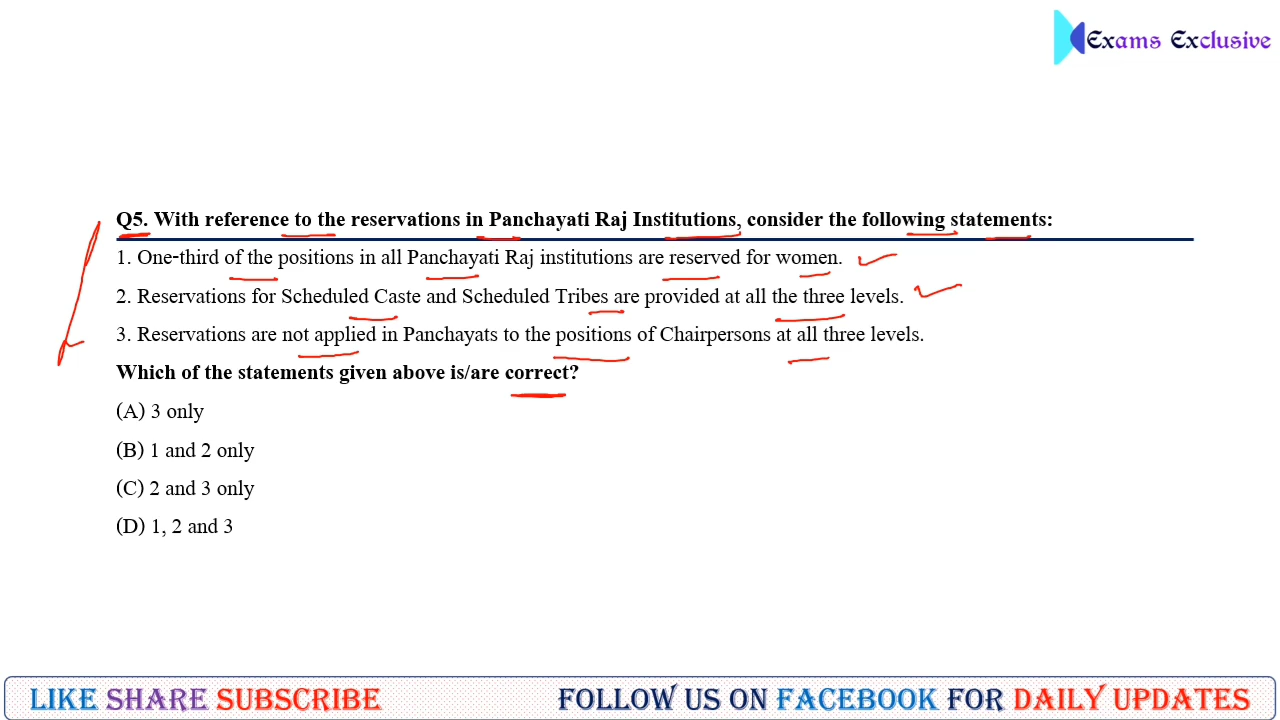 Exams Exclusive
Q5. With reference to the reservations in Panchayati Raj Institutions, consider the following statements:
1. One-third of the positions in all Panchayati Raj institutions are reserved for women.
2. Reservations for Scheduled Caste and Scheduled Tribes are provided at all the three levels.
3. Reservations are not applied in Panchayats to the positions of Chairpersons at all three levels.
Which of the statements given above is/are correct?
(A) 3 only
(B) 1 and 2 only
(C) 2 and 3 only
(D) 1, 2 and 3
LIKE SHARE SUBSCRIBE FOLLOW US ON FACEBOOK FOR DAILY UPDATES